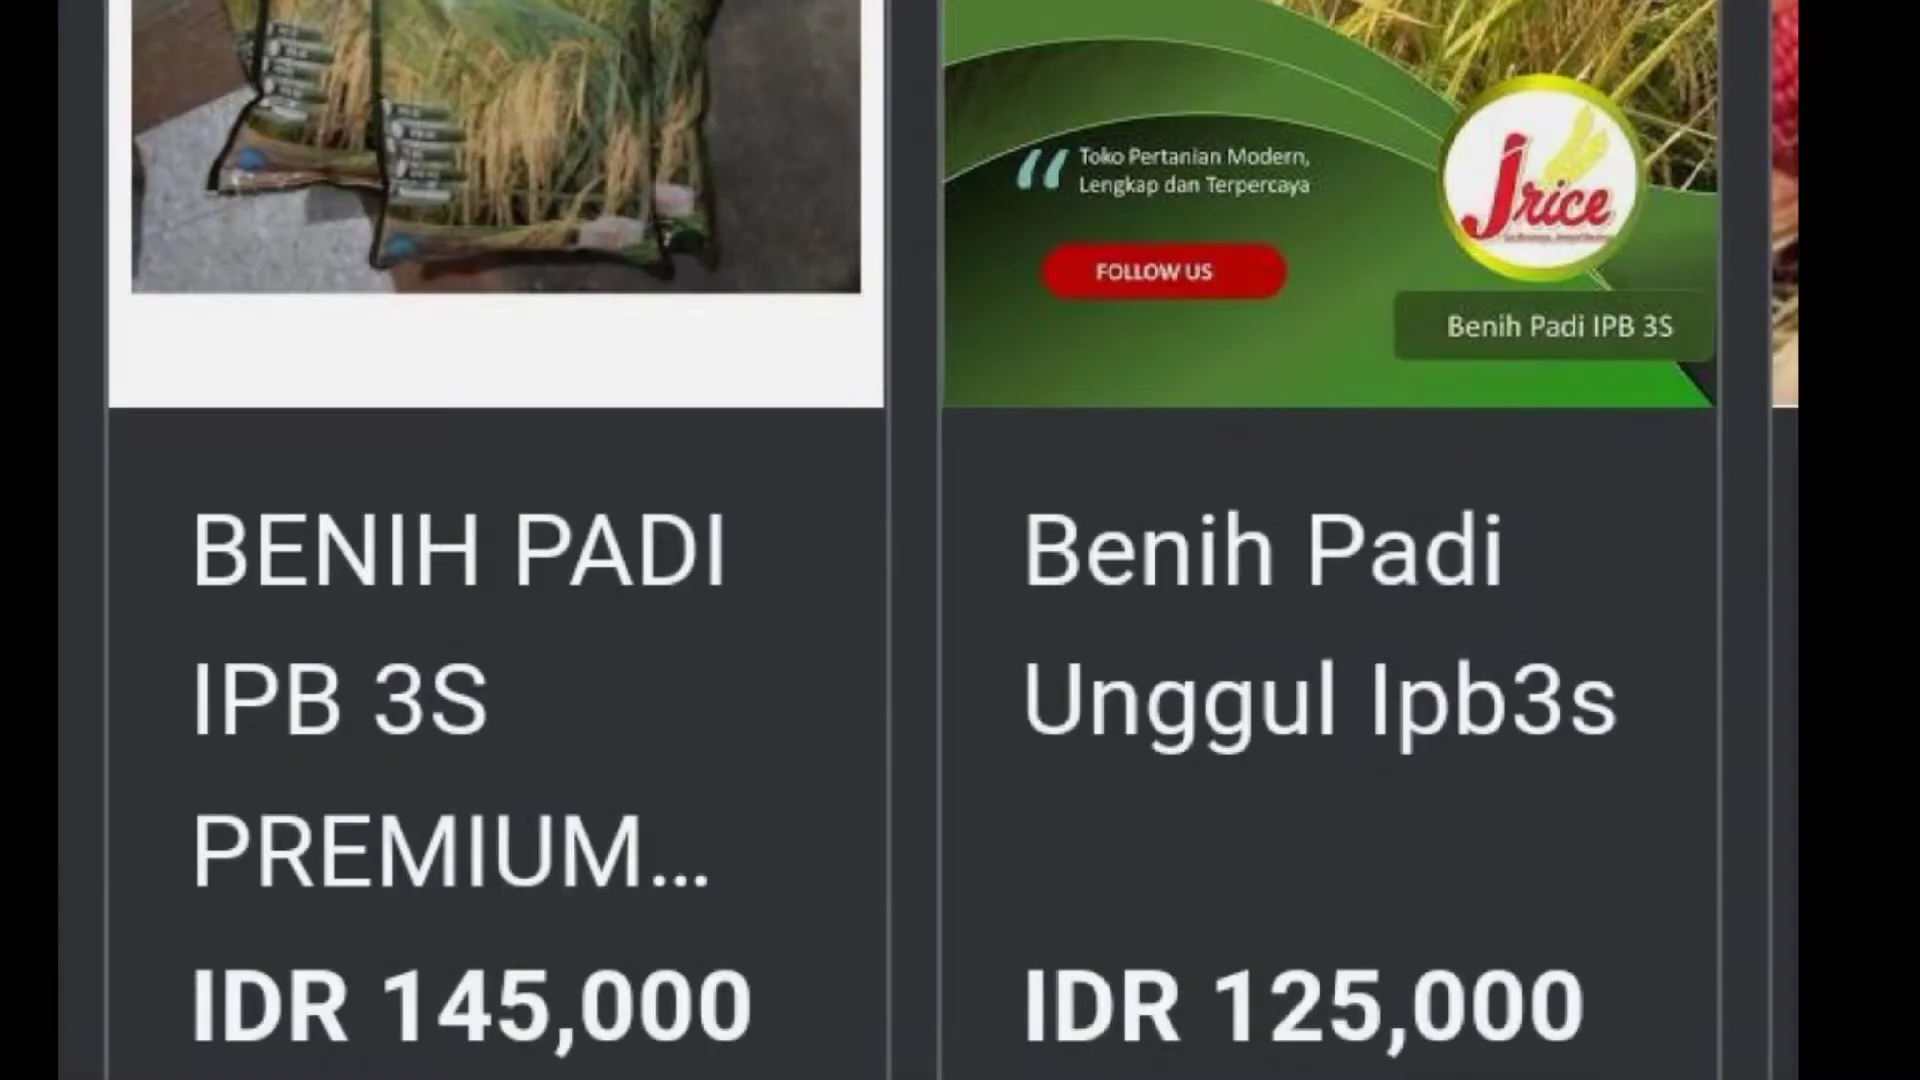 Toko Pertanian Modern,
Lengkap dan Terpercaya
FOLLOW US
Jrice
Benih Padi IPB 3S
BENIH PADI
IPB 3S
PREMIUM...
IDR 145,000
Benih Padi
Unggul Ipb3s
IDR 125,000